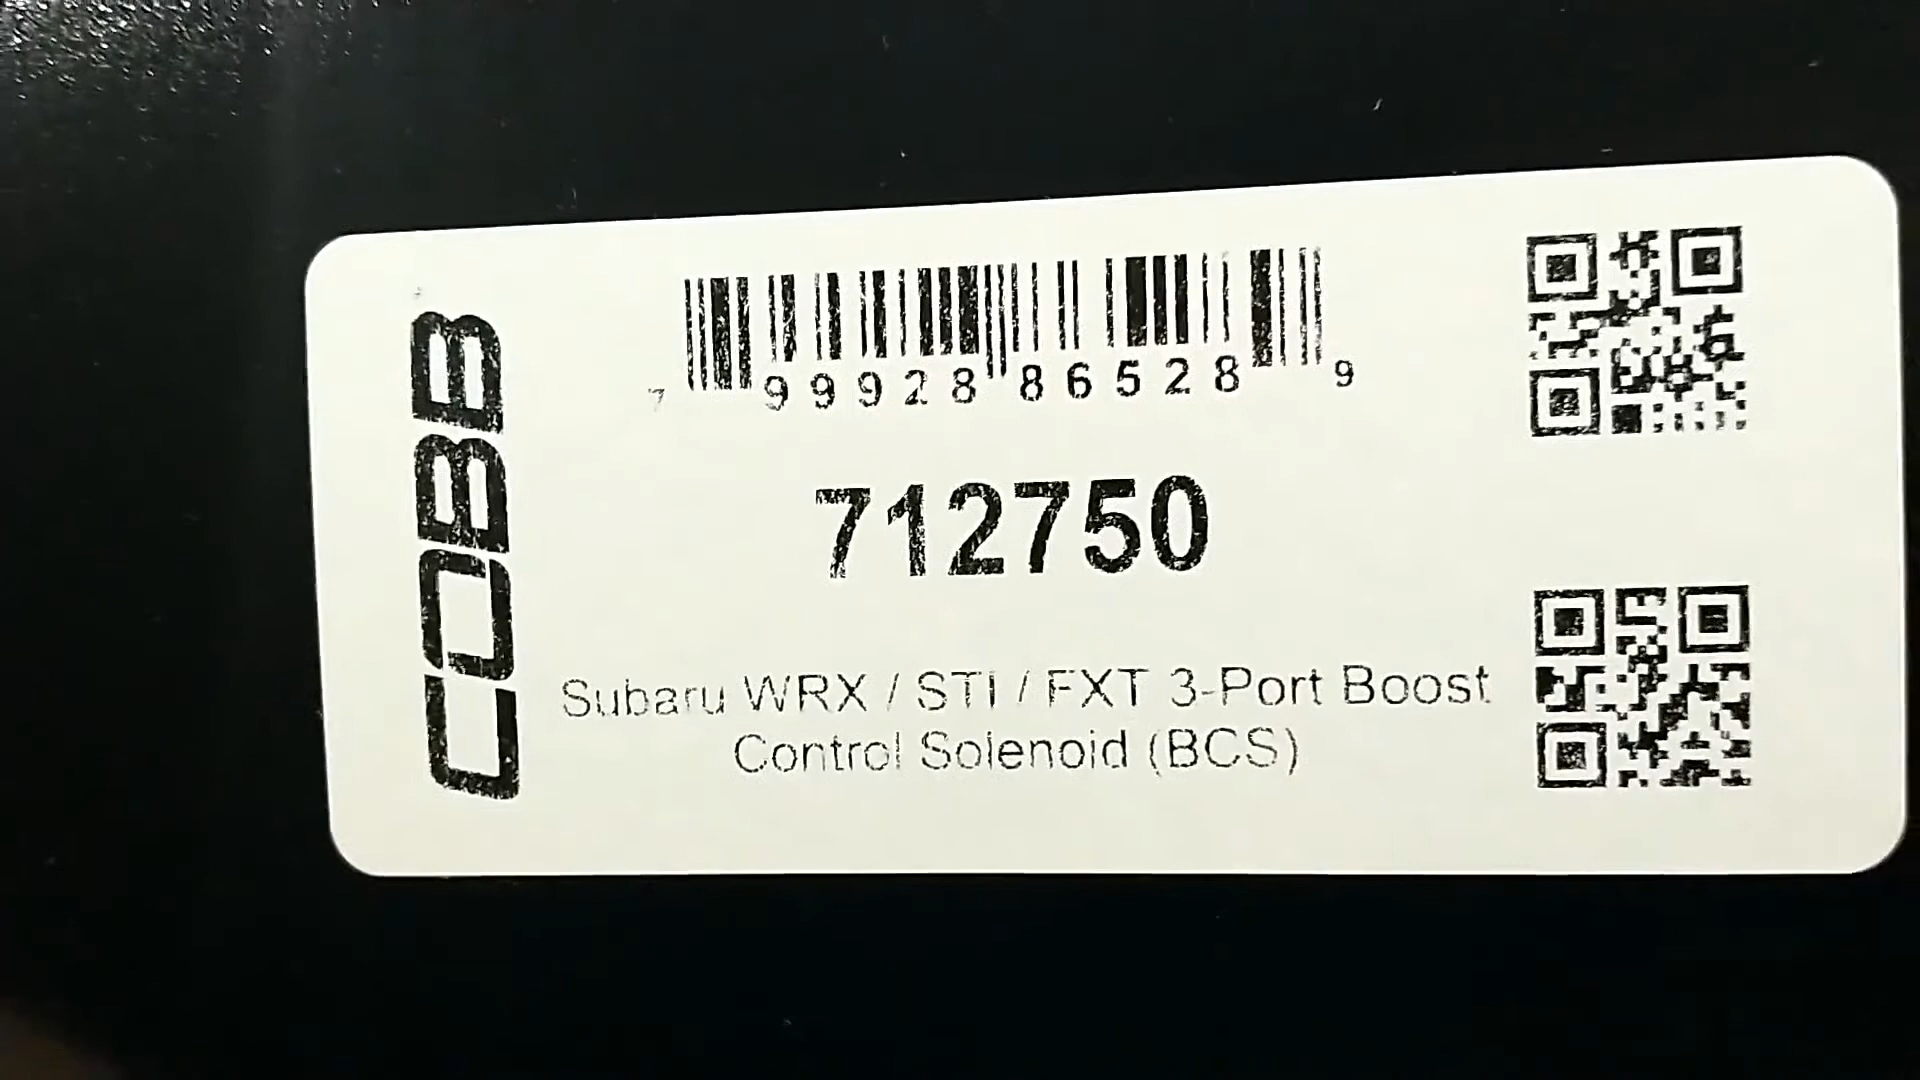 COBB
7 99928 86528 9
712750
Subaru WRX / STI / FXT 3-Port Boost
Control Solenoid (BCS)